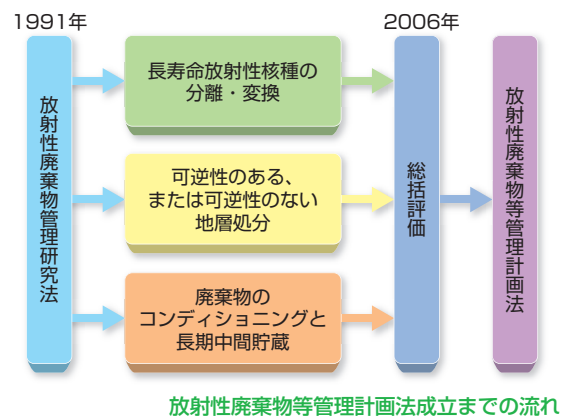 1991年
2006年
放射性廃棄物管理研究法
長寿命放射性核種の
分離・変換
可逆性のある、
または可逆性のない
地層処分
廃棄物の
コンディショニングと
長期中間貯蔵
総括評価
放射性廃棄物等管理計画法
放射性廃棄物等管理計画法成立までの流れ